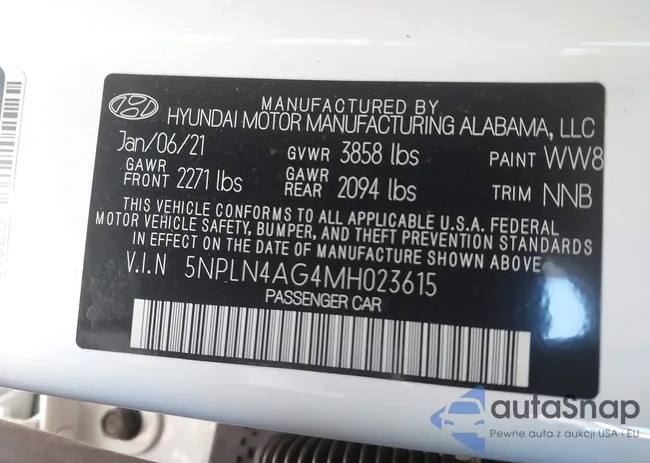 MANUFACTURED BY
HYUNDAI MOTOR MANUFACTURING ALABAMA, LLC
Jan/06/21 GVWR 3858 lbs PAINT WW8
GAWR FRONT 2271 lbs GAWR REAR 2094 lbs TRIM NNB
THIS VEHICLE CONFORMS TO ALL APPLICABLE U.S.A. FEDERAL
MOTOR VEHICLE SAFETY, BUMPER, AND THEFT PREVENTION STANDARDS
IN EFFECT ON THE DATE OF MANUFACTURE SHOWN ABOVE.
V.I.N 5NPLN4AG4MH023615
PASSENGER CAR
autaSnap
Pewne auta z aukcji USA i EU